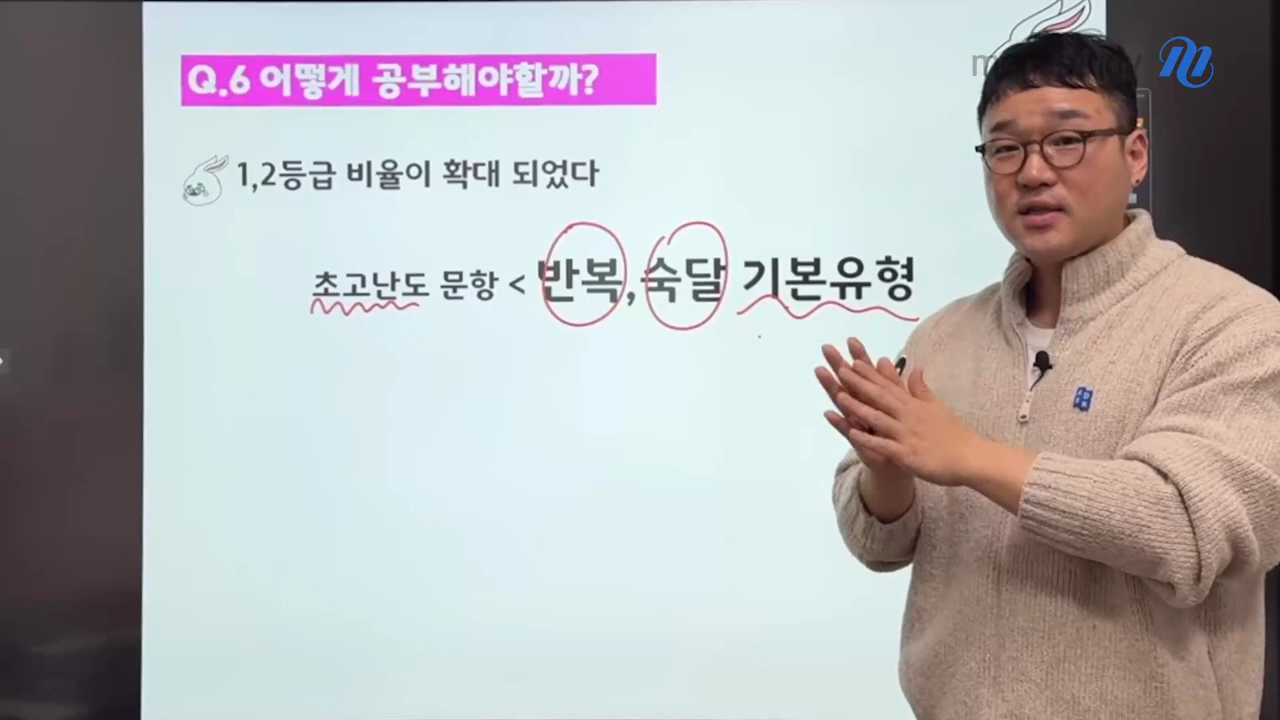 Q.6 어떻게 공부해야할까?
1,2등급 비율이 확대 되었다
초고난도 문항 < 반복, 숙달 기본유형